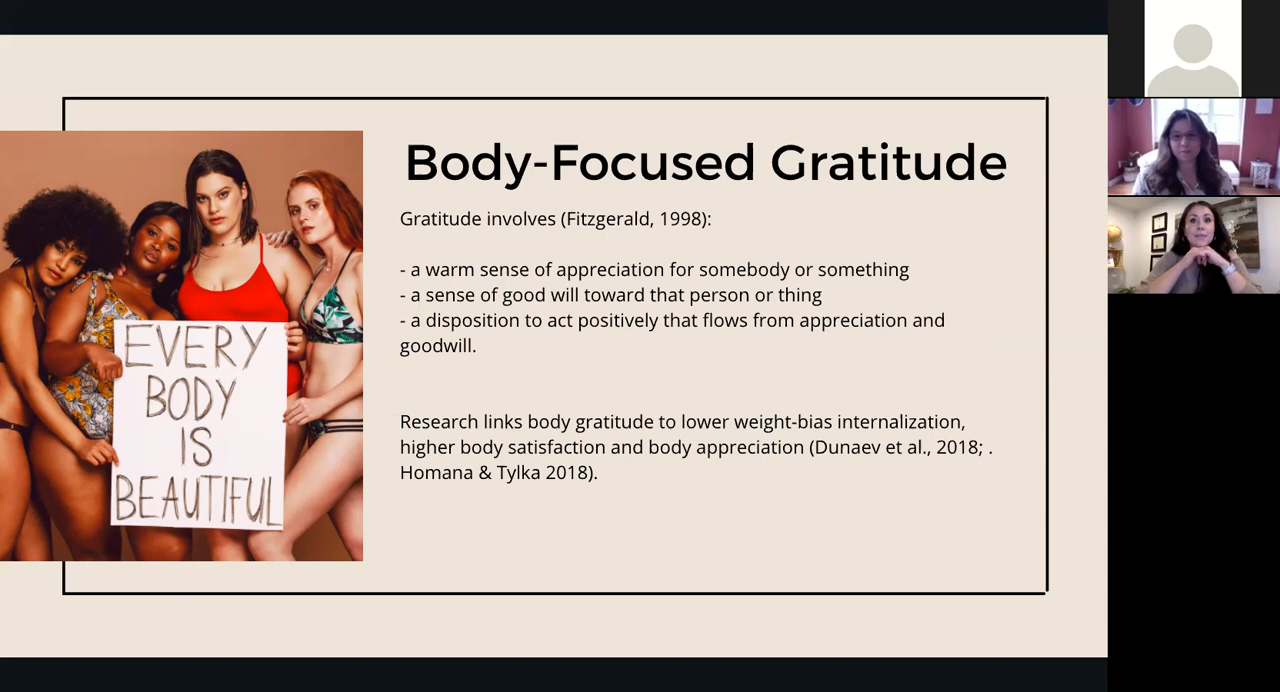 Body-Focused Gratitude
Gratitude involves (Fitzgerald, 1998):
- a warm sense of appreciation for somebody or something
- a sense of good will toward that person or thing
- a disposition to act positively that flows from appreciation and
goodwill.
Research links body gratitude to lower weight-bias internalization,
higher body satisfaction and body appreciation (Dunaev et al., 2018; .
Homana & Tylka 2018).
EVERY
BODY
IS
BEAUTIFUL